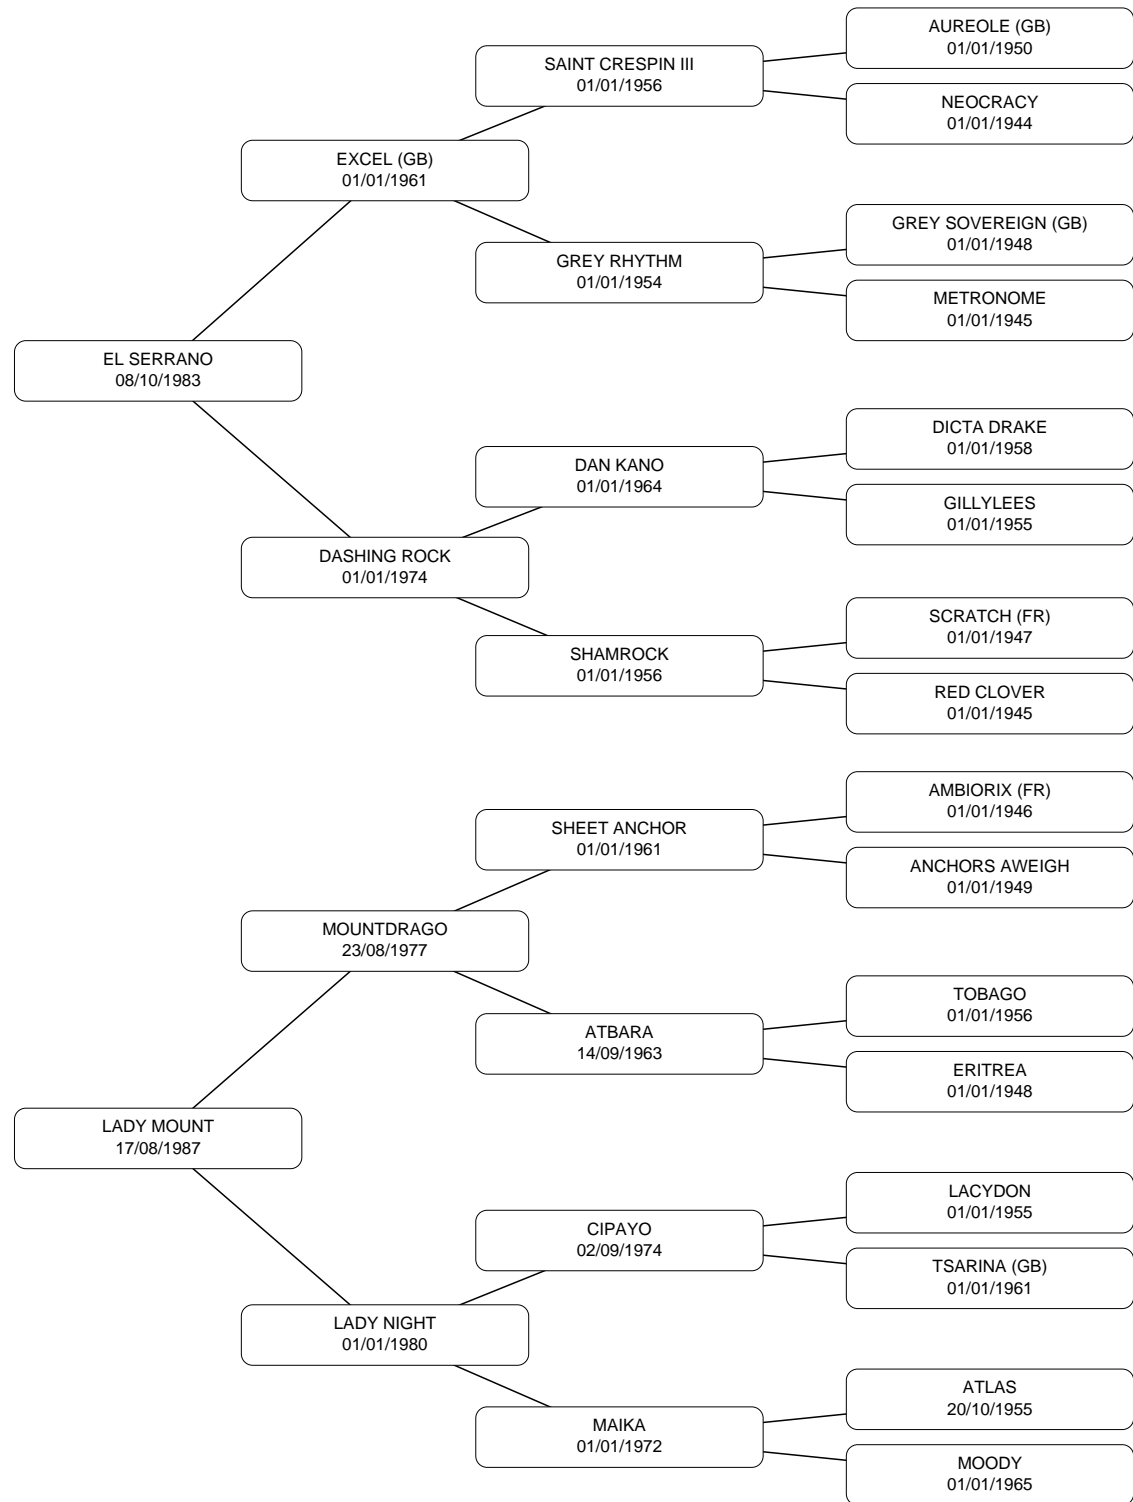 AUREOLE (GB)
01/01/1950
SAINT CRESPIN III
01/01/1956
NEOCRACY
01/01/1944
EXCEL (GB)
01/01/1961
GREY SOVEREIGN (GB)
01/01/1948
GREY RHYTHM
01/01/1954
METRONOME
01/01/1945
EL SERRANO
08/10/1983
DICTA DRAKE
01/01/1958
DAN KANO
01/01/1964
GILLYLEES
01/01/1955
DASHING ROCK
01/01/1974
SCRATCH (FR)
01/01/1947
SHAMROCK
01/01/1956
RED CLOVER
01/01/1945
AMBIORIX (FR)
01/01/1946
SHEET ANCHOR
01/01/1961
ANCHORS AWEIGH
01/01/1949
MOUNTDRAGO
23/08/1977
TOBAGO
01/01/1956
ATBARA
14/09/1963
ERITREA
01/01/1948
LADY MOUNT
17/08/1987
LACYDON
01/01/1955
CIPAYO
02/09/1974
TSARINA (GB)
01/01/1961
LADY NIGHT
01/01/1980
ATLAS
20/10/1955
MAIKA
01/01/1972
MOODY
01/01/1965